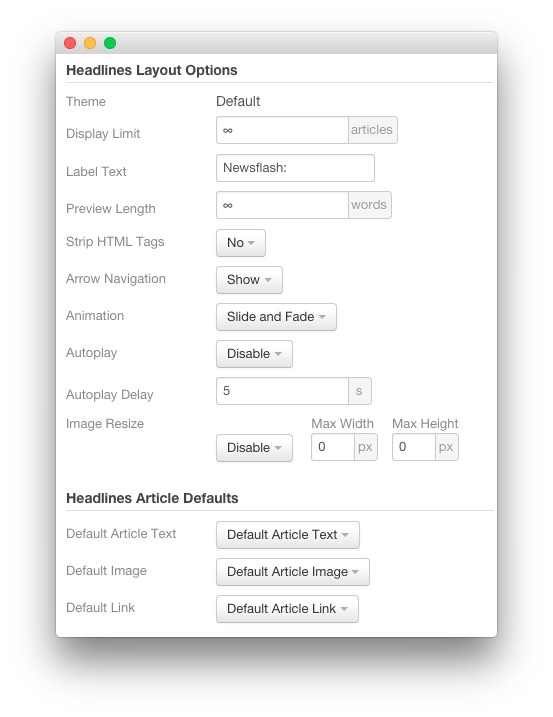 Headlines Layout Options
Theme Default
Display Limit ∞ articles
Label Text Newsflash:
Preview Length ∞ words
Strip HTML Tags No
Arrow Navigation Show
Animation Slide and Fade
Autoplay Disable
Autoplay Delay 5 s
Image Resize Max Width Max Height
Disable 0 px 0 px
Headlines Article Defaults
Default Article Text Default Article Text
Default Image Default Article Image
Default Link Default Article Link